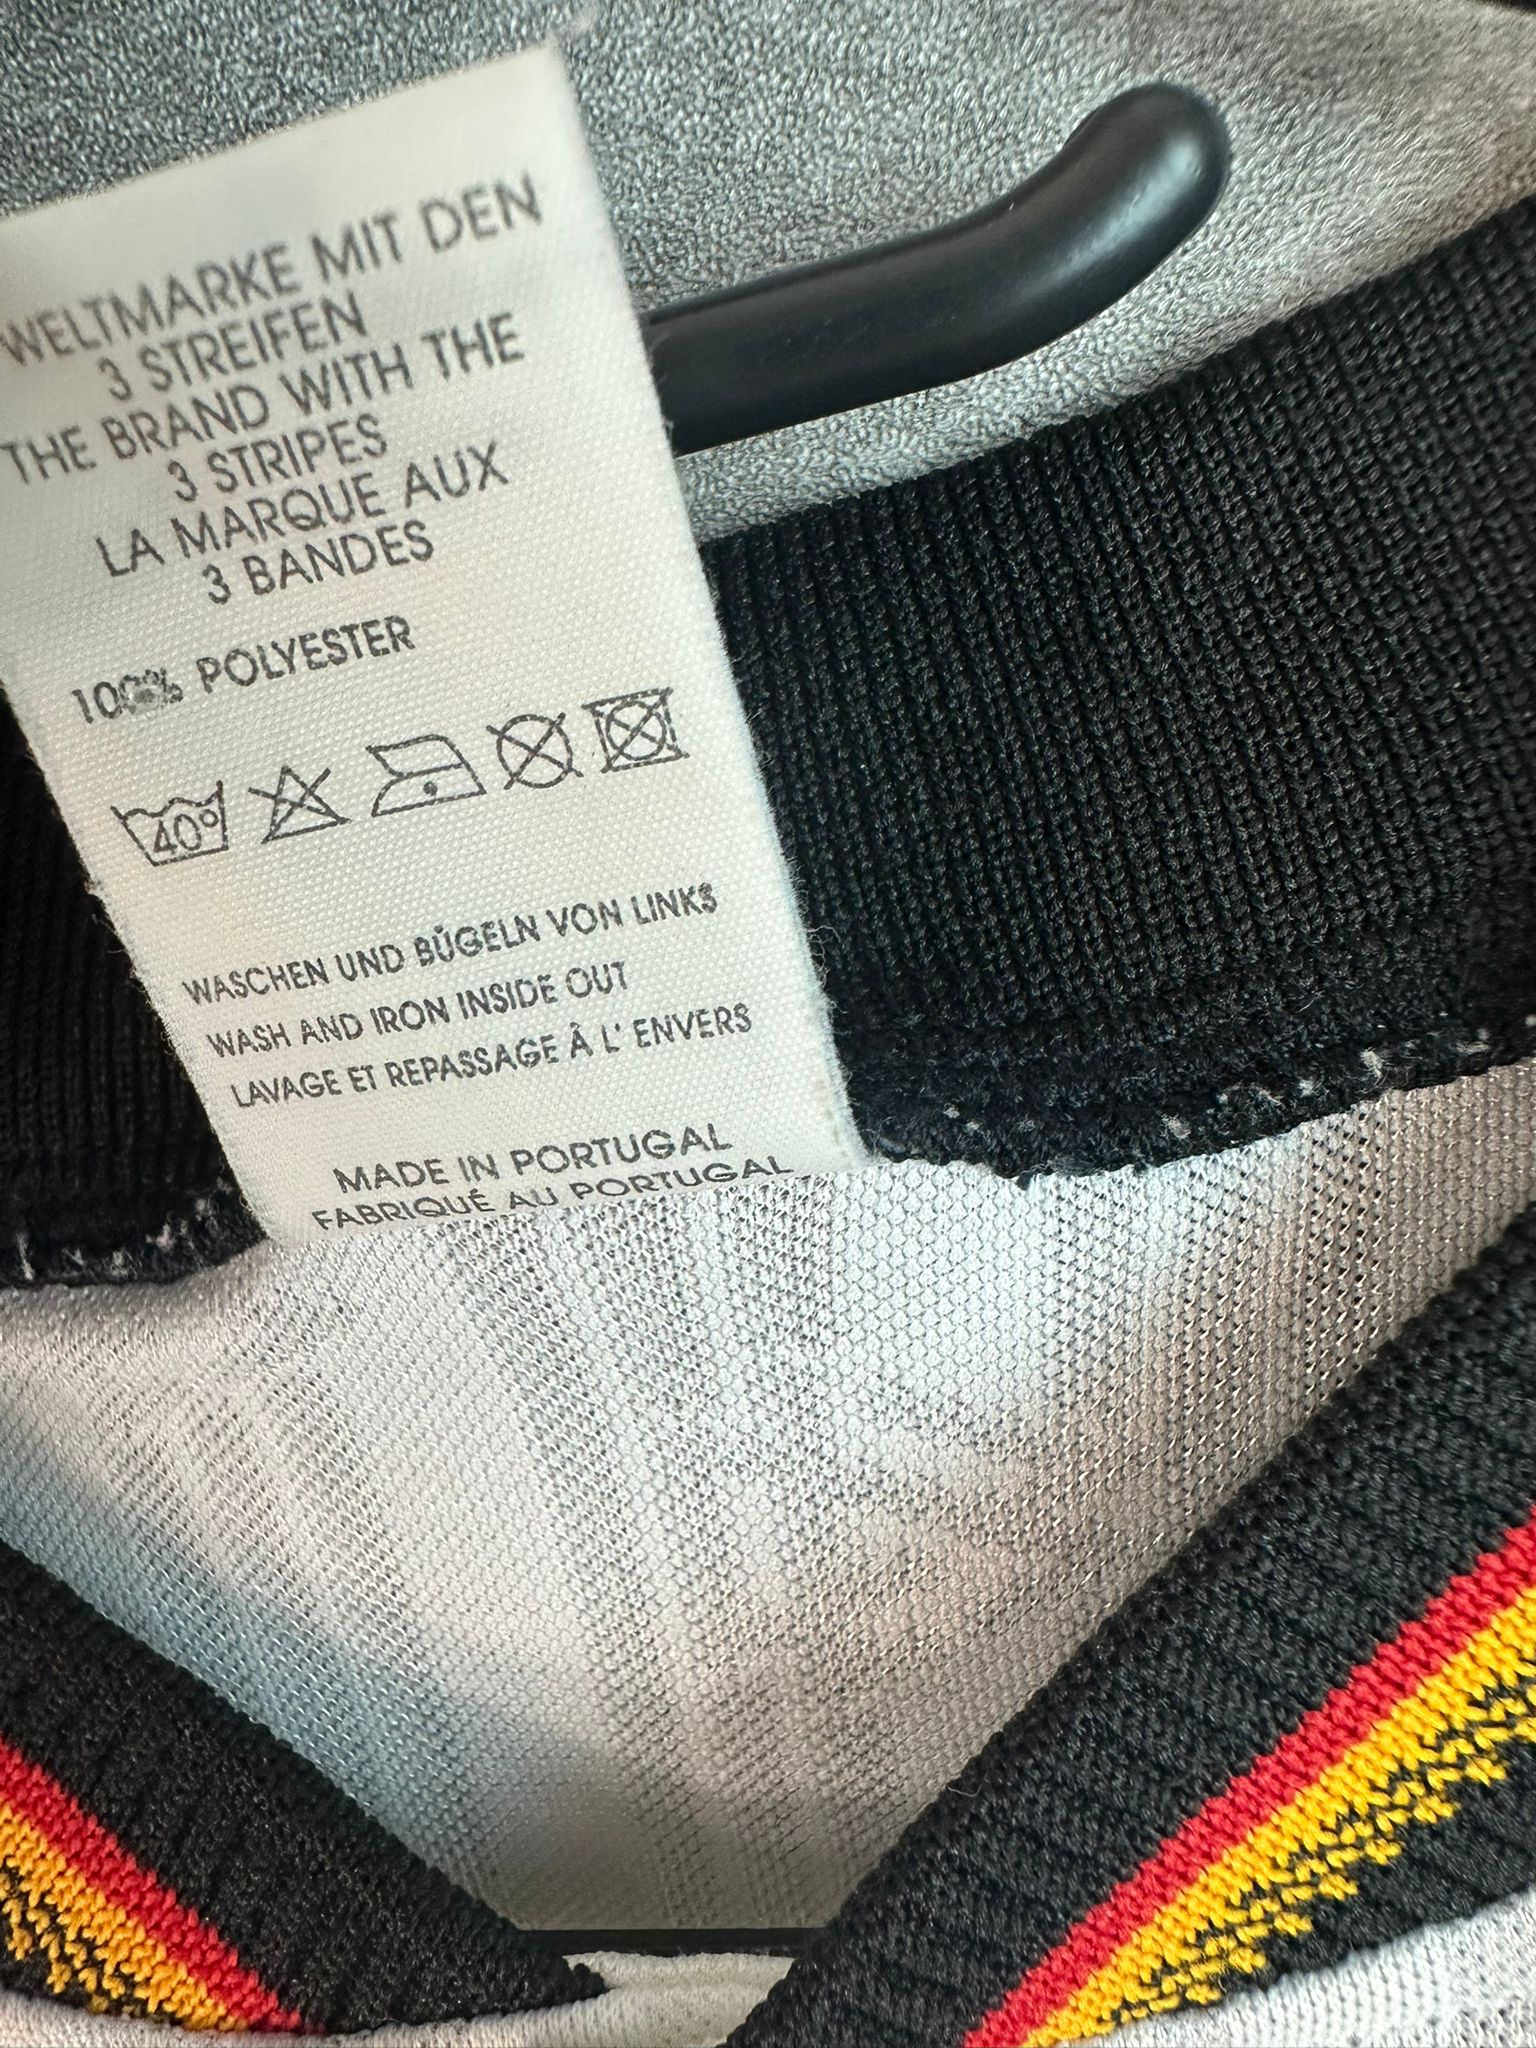 WELTMARKE MIT DEN
3 STREIFEN
THE BRAND WITH THE
3 STRIPES
LA MARQUE AUX
3 BANDES
100% POLYESTER
40°
WASCHEN UND BÜGELN VON LINKS
WASH AND IRON INSIDE OUT
LAVAGE ET REPASSAGE À L' ENVERS
MADE IN PORTUGAL
FABRIQUÉ AU PORTUGAL